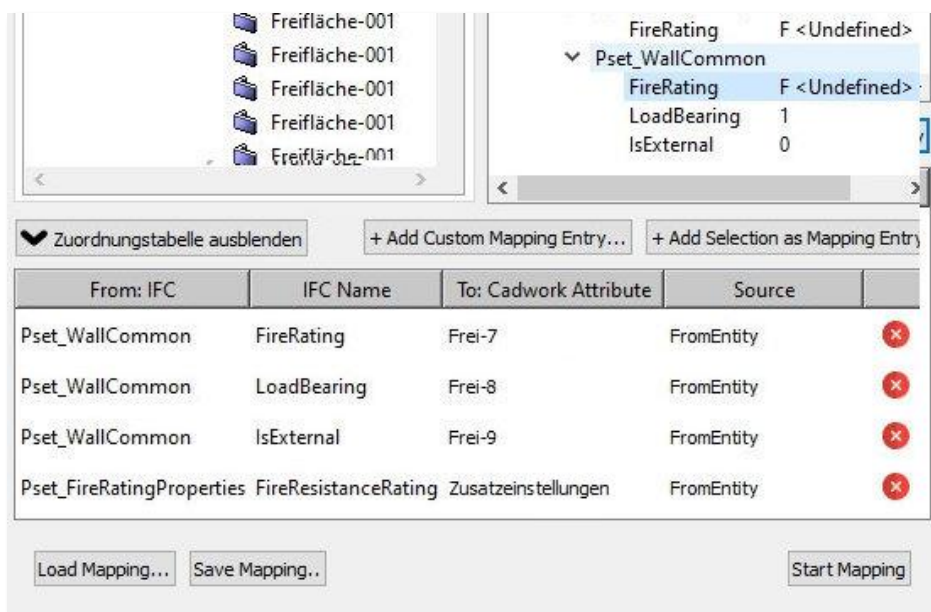 Freifläche-001
Freifläche-001
Freifläche-001
Freifläche-001
Freifläche-001
FireRating F <Undefined>
Pset_WallCommon
FireRating F <Undefined>
LoadBearing 1
IsExternal 0
Zuordnungstabelle ausblenden + Add Custom Mapping Entry... + Add Selection as Mapping Entry
From: IFC IFC Name To: Cadwork Attribute Source
Pset_WallCommon FireRating Frei-7 FromEntity
Pset_WallCommon LoadBearing Frei-8 FromEntity
Pset_WallCommon IsExternal Frei-9 FromEntity
Pset_FireRatingProperties FireResistanceRating Zusatzeinstellungen FromEntity
Load Mapping... Save Mapping.. Start Mapping